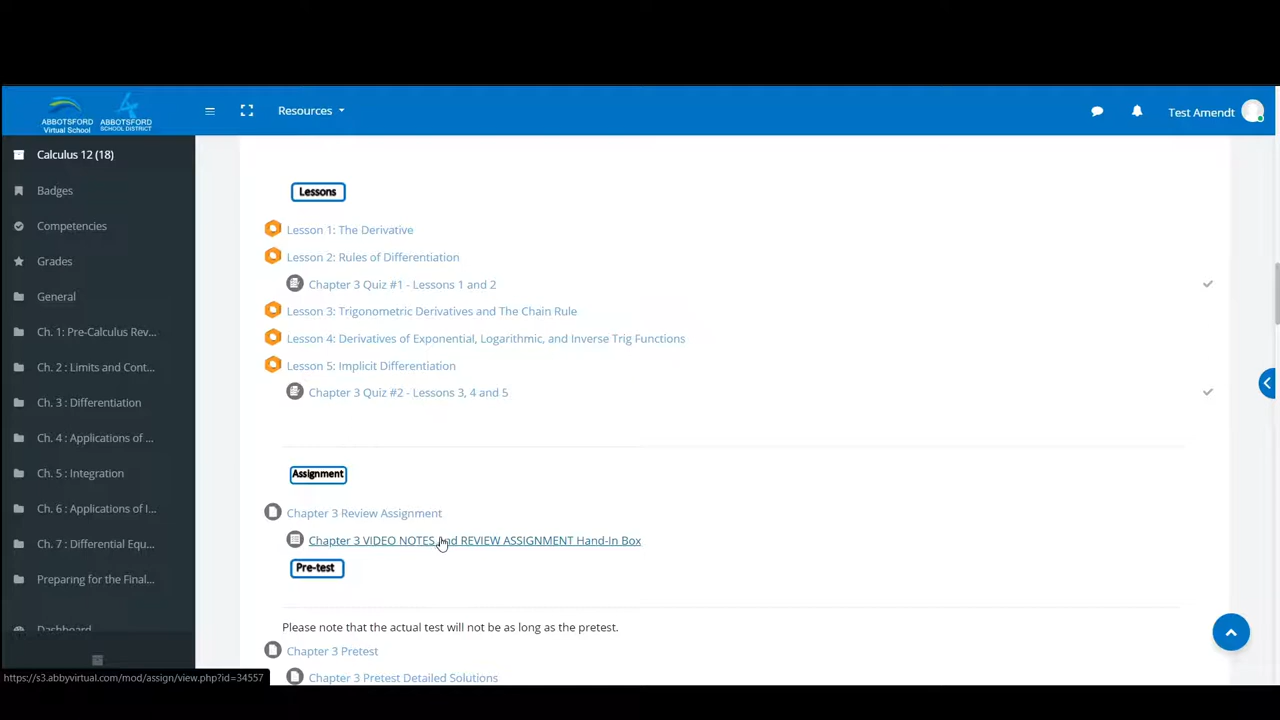 ABBOTSFORD
Virtual School
ABBOTSFORD
SCHOOL DISTRICT
Resources
Test Amendt
Calculus 12 (18)
Badges
Competencies
Grades
General
Ch. 1: Pre-Calculus Rev...
Ch. 2 : Limits and Cont...
Ch. 3 : Differentiation
Ch. 4 : Applications of ...
Ch. 5 : Integration
Ch. 6 : Applications of I...
Ch. 7 : Differential Equ...
Preparing for the Final...
Dashboard
Lessons
Lesson 1: The Derivative
Lesson 2: Rules of Differentiation
Chapter 3 Quiz #1 - Lessons 1 and 2
Lesson 3: Trigonometric Derivatives and The Chain Rule
Lesson 4: Derivatives of Exponential, Logarithmic, and Inverse Trig Functions
Lesson 5: Implicit Differentiation
Chapter 3 Quiz #2 - Lessons 3, 4 and 5
Assignment
Chapter 3 Review Assignment
Chapter 3 VIDEO NOTES and REVIEW ASSIGNMENT Hand-In Box
Pre-test
Please note that the actual test will not be as long as the pretest.
Chapter 3 Pretest
Chapter 3 Pretest Detailed Solutions
https://s3.abbyvirtual.com/mod/assign/view.php?id=34557